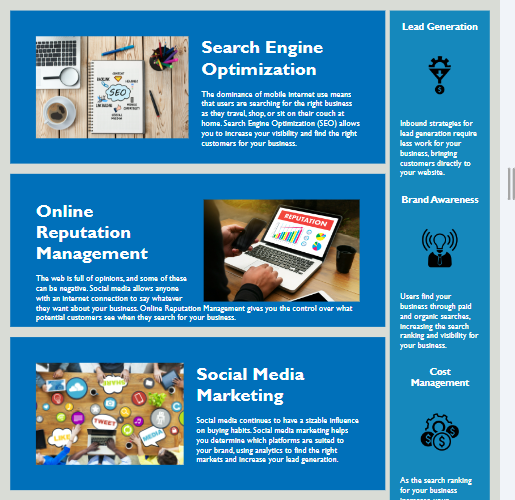 Search Engine
Optimization
The dominance of mobile internet use means
that users are searching for the right business
as they travel, shop, or sit on their couch at
home. Search Engine Optimization (SEO) allows
you to increase your visibility and find the right
customers for your business.
SEO
Online
Reputation
Management
The web is full of opinions, and some of these
can be negative. Social media allows anyone
with an internet connection to say whatever
they want about your business. Online Reputation Management gives you the control over what
potential customers see when they search for your business.
REPUTATION
Social Media
Marketing
Social media continues to have a sizable influence
on buying habits. Social media marketing helps
you determine which platforms are suited to
your brand, using analytics to find the right
markets and increase your lead generation.
SHARE
TWEET
LIKE
MEDIA
Lead Generation
Inbound strategies for
lead generation require
less work for your
business, bringing
customers directly to
your website.
Brand Awareness
Users find your
business through paid
and organic searches,
increasing the search
ranking and visibility for
your business.
Cost
Management
As the search ranking
for your business